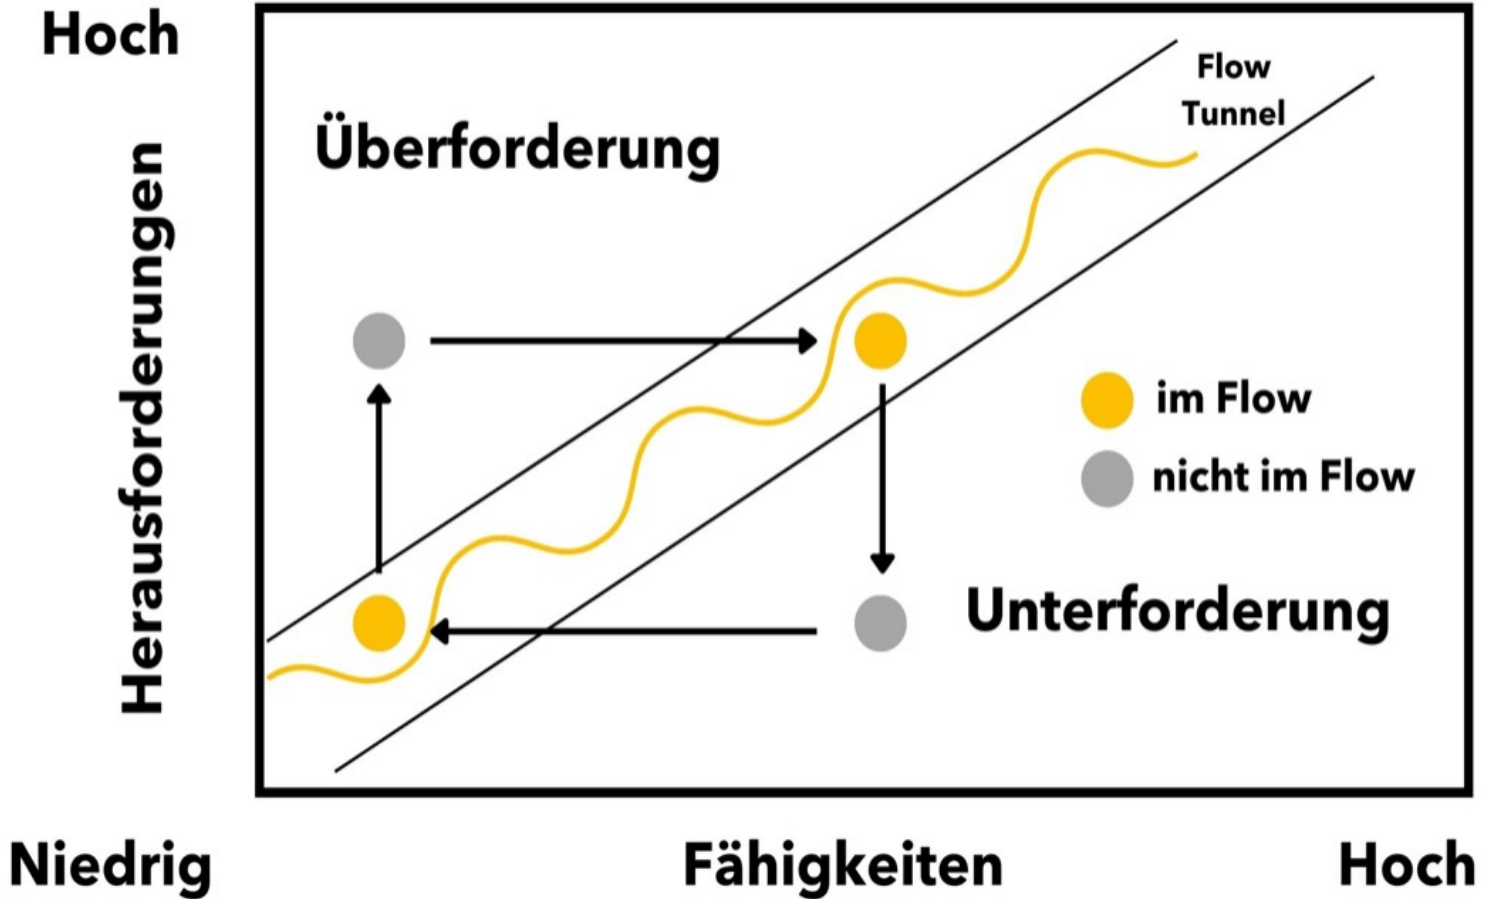 Hoch
Flow
Tunnel
Überforderung
Herausforderungen
im Flow
nicht im Flow
Unterforderung
Niedrig
Fähigkeiten
Hoch